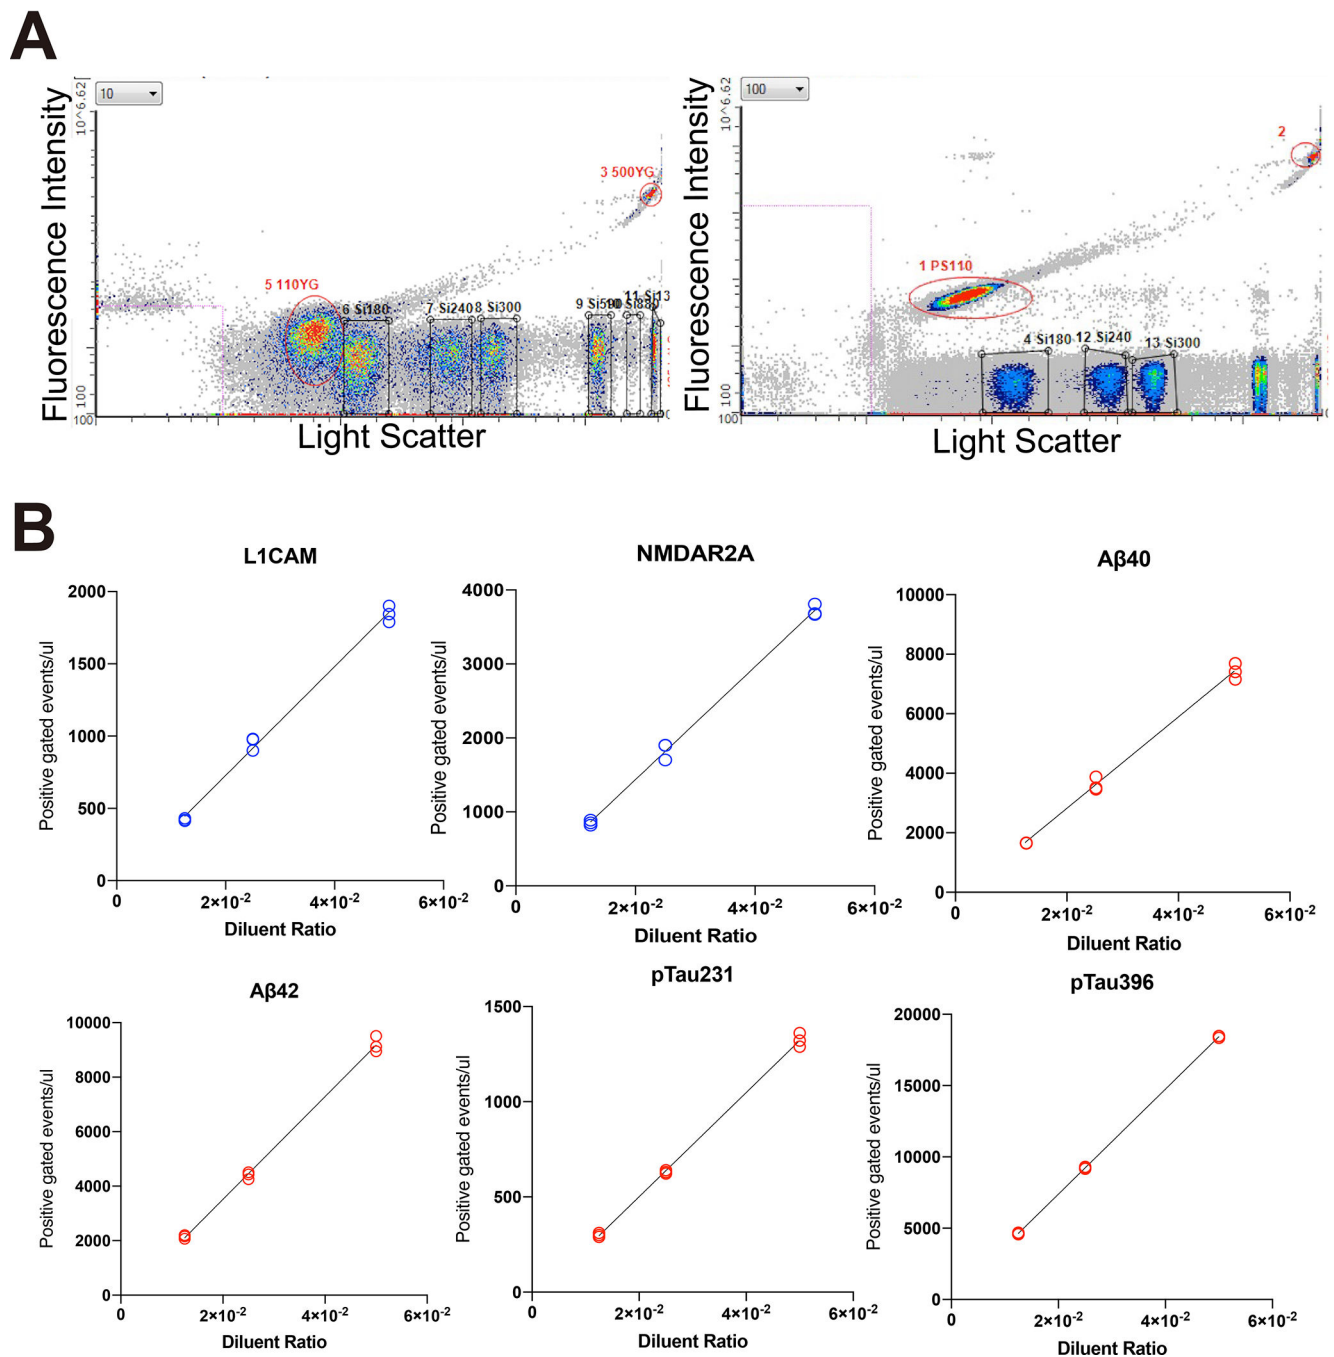 A
Fluorescence Intensity
10^6.62
10
3 500YG
5 110YG
6 Si180
7 Si240
8 Si300
9 Si590
11 Si13
100
100
Light Scatter
Fluorescence Intensity
10^6.62
100
2
1 PS110
4 Si180
12 Si240
13 Si300
100
100
Light Scatter
B
L1CAM
Positive gated events/ul
2000
1500
1000
500
0
0 2×10-2 4×10-2 6×10-2
Diluent Ratio
NMDAR2A
Positive gated events/ul
4000
3000
2000
1000
0
0 2×10-2 4×10-2 6×10-2
Diluent Ratio
Aβ40
Positive gated events/ul
10000
8000
6000
4000
2000
0
0 2×10-2 4×10-2 6×10-2
Diluent Ratio
Aβ42
Positive gated events/ul
10000
8000
6000
4000
2000
0
0 2×10-2 4×10-2 6×10-2
Diluent Ratio
pTau231
Positive gated events/ul
1500
1000
500
0
0 2×10-2 4×10-2 6×10-2
Diluent Ratio
pTau396
Positive gated events/ul
20000
15000
10000
5000
0
0 2×10-2 4×10-2 6×10-2
Diluent Ratio